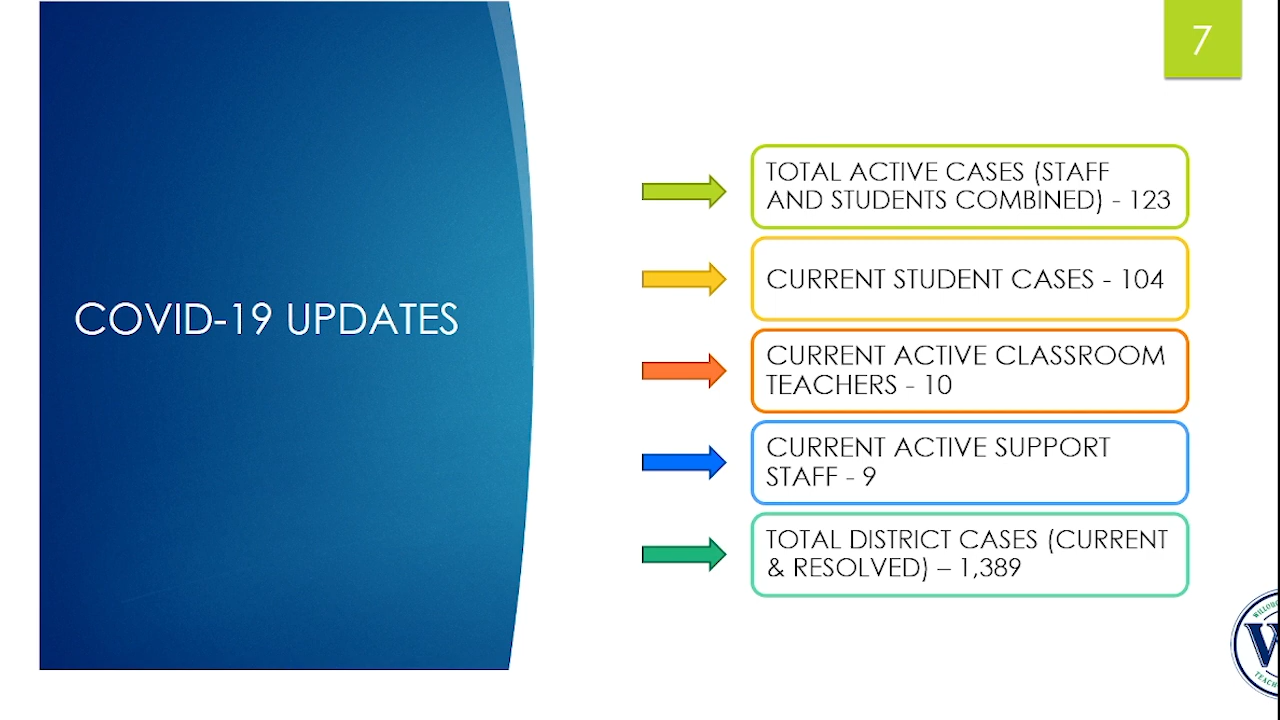 7
COVID-19 UPDATES
TOTAL ACTIVE CASES (STAFF
AND STUDENTS COMBINED) - 123
CURRENT STUDENT CASES - 104
CURRENT ACTIVE CLASSROOM
TEACHERS - 10
CURRENT ACTIVE SUPPORT
STAFF - 9
TOTAL DISTRICT CASES (CURRENT
& RESOLVED) – 1,389
W